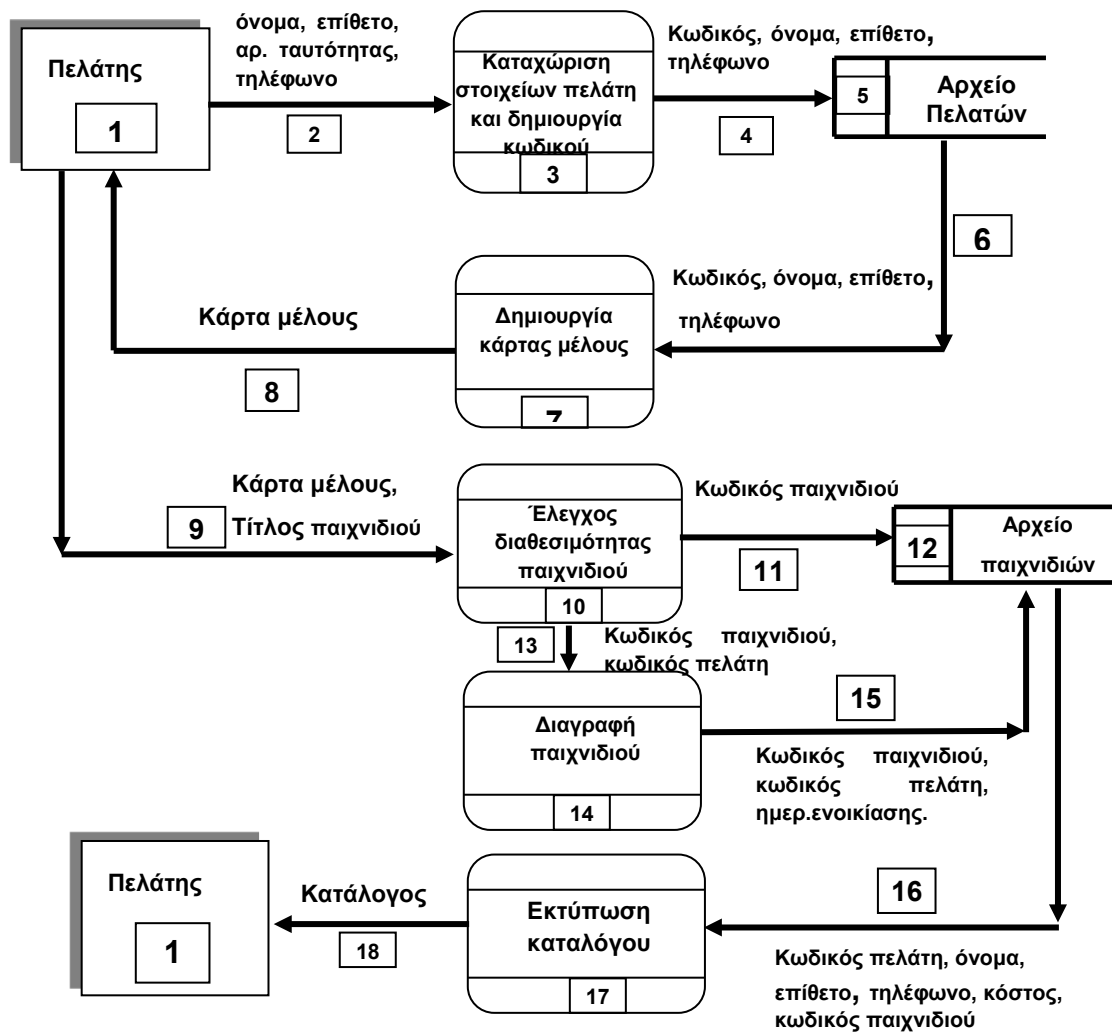 όνομα, επίθετο,
αρ. ταυτότητας,
τηλέφωνο
Πελάτης
1
2
Καταχώριση
στοιχείων πελάτη
και δημιουργία
κωδικού
3
Κωδικός, όνομα, επίθετο,
τηλέφωνο
4
5
Αρχείο
Πελατών
6
Κωδικός, όνομα, επίθετο,
τηλέφωνο
Δημιουργία
κάρτας μέλους
7
Κάρτα μέλους
8
Κάρτα μέλους,
9
Τίτλος παιχνιδιού
Έλεγχος
διαθεσιμότητας
παιχνιδιού
10
Κωδικός παιχνιδιού
11
12
Αρχείο
παιχνιδιών
13
Κωδικός παιχνιδιού,
κωδικός πελάτη
Διαγραφή
παιχνιδιού
14
15
Κωδικός παιχνιδιού,
κωδικός πελάτη,
ημερ.ενοικίασης.
16
Κωδικός πελάτη, όνομα,
επίθετο, τηλέφωνο, κόστος,
κωδικός παιχνιδιού
Εκτύπωση
καταλόγου
17
Κατάλογος
18
Πελάτης
1